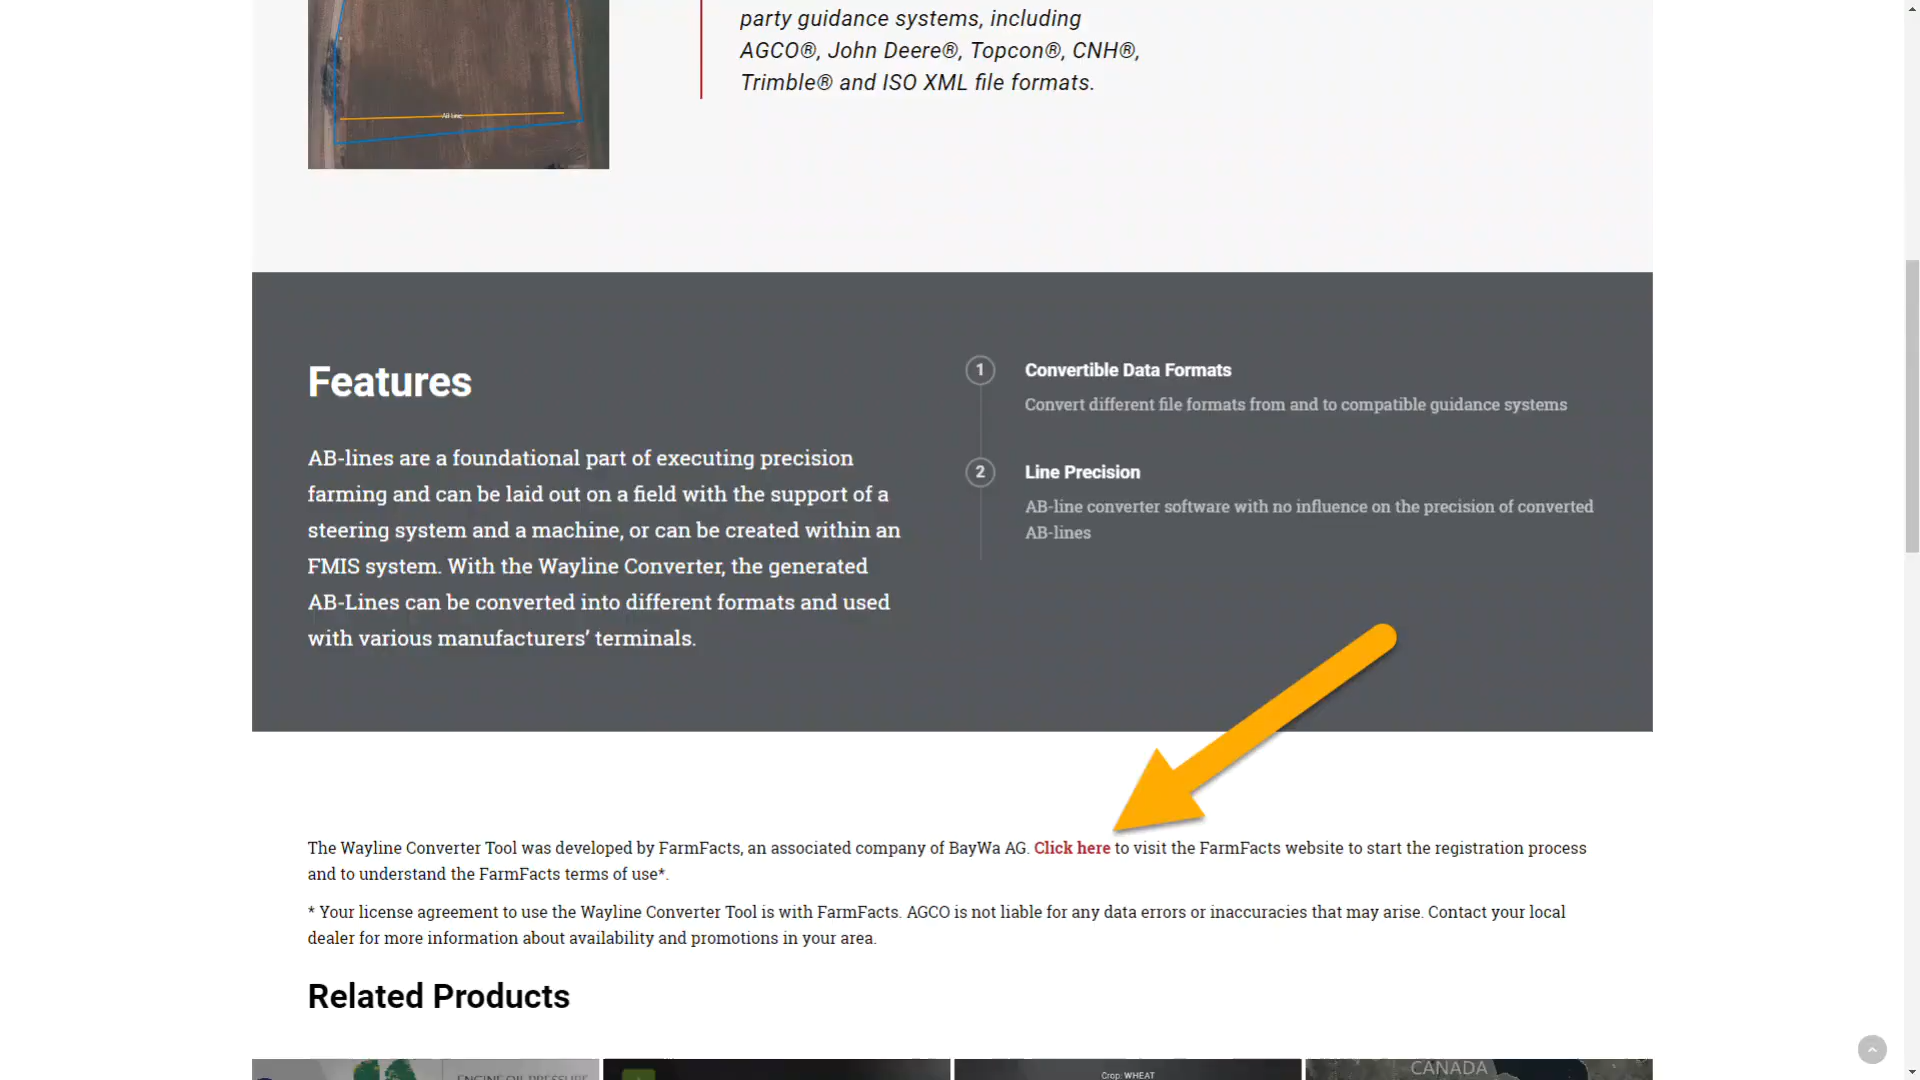 party guidance systems, including
AGCO®, John Deere®, Topcon®, CNH®,
Trimble® and ISO XML file formats.
AB line
Features
AB-lines are a foundational part of executing precision
farming and can be laid out on a field with the support of a
steering system and a machine, or can be created within an
FMIS system. With the Wayline Converter, the generated
AB-Lines can be converted into different formats and used
with various manufacturers’ terminals.
1
Convertible Data Formats
Convert different file formats from and to compatible guidance systems
2
Line Precision
AB-line converter software with no influence on the precision of converted
AB-lines
The Wayline Converter Tool was developed by FarmFacts, an associated company of BayWa AG. Click here to visit the FarmFacts website to start the registration process
and to understand the FarmFacts terms of use*.
* Your license agreement to use the Wayline Converter Tool is with FarmFacts. AGCO is not liable for any data errors or inaccuracies that may arise. Contact your local
dealer for more information about availability and promotions in your area.
Related Products
ENGINE OIL PRESSURE
Crop: WHEAT
CANADA